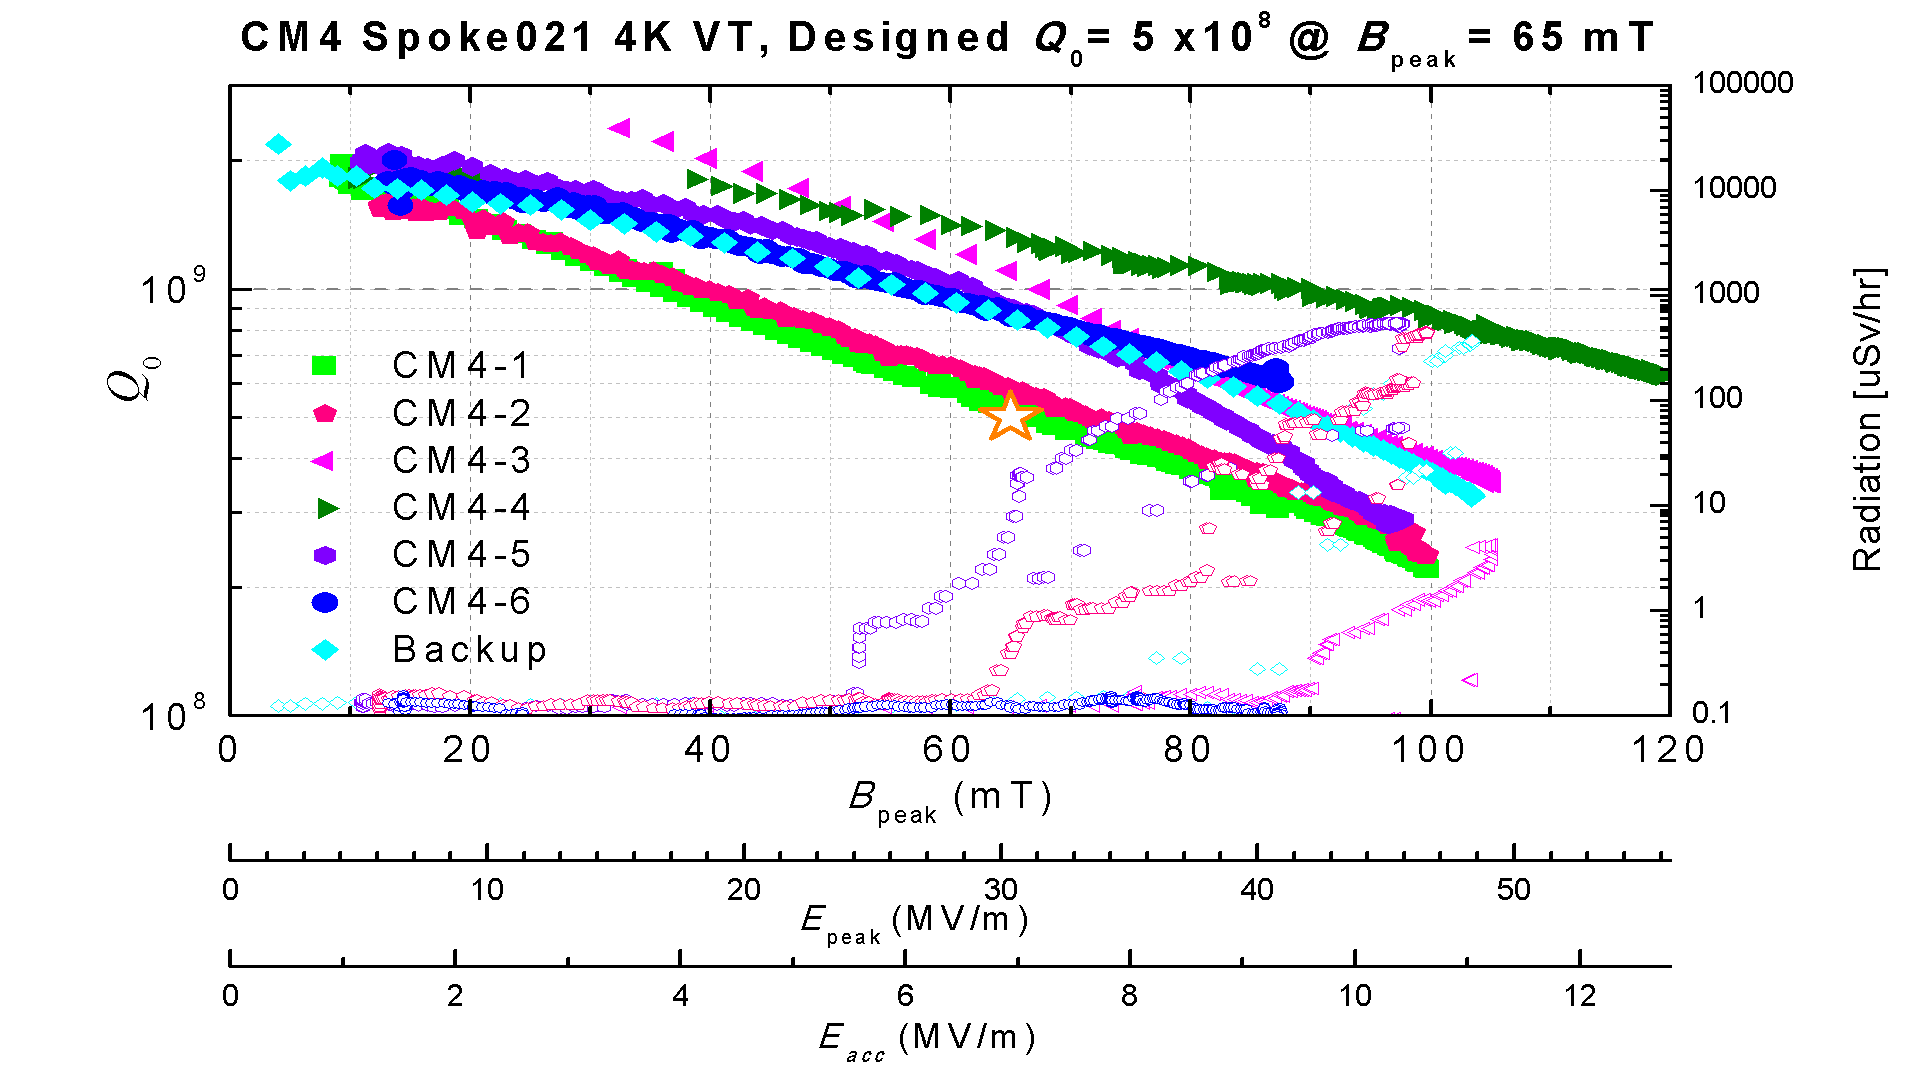 CM4 Spoke021 4K VT, Designed Q0= 5 x10^8 @ Bpeak = 65 mT
100000
10000
10^9
1000
CM4-1
Q0
100
CM4-2
Radiation [uSv/hr]
CM4-3
CM4-4
10
CM4-5
CM4-6
1
Backup
10^8
0.1
0 20 40 60 80 100 120
Bpeak (mT)
0 10 20 30 40 50
Epeak (MV/m)
0 2 4 6 8 10 12
Eacc (MV/m)